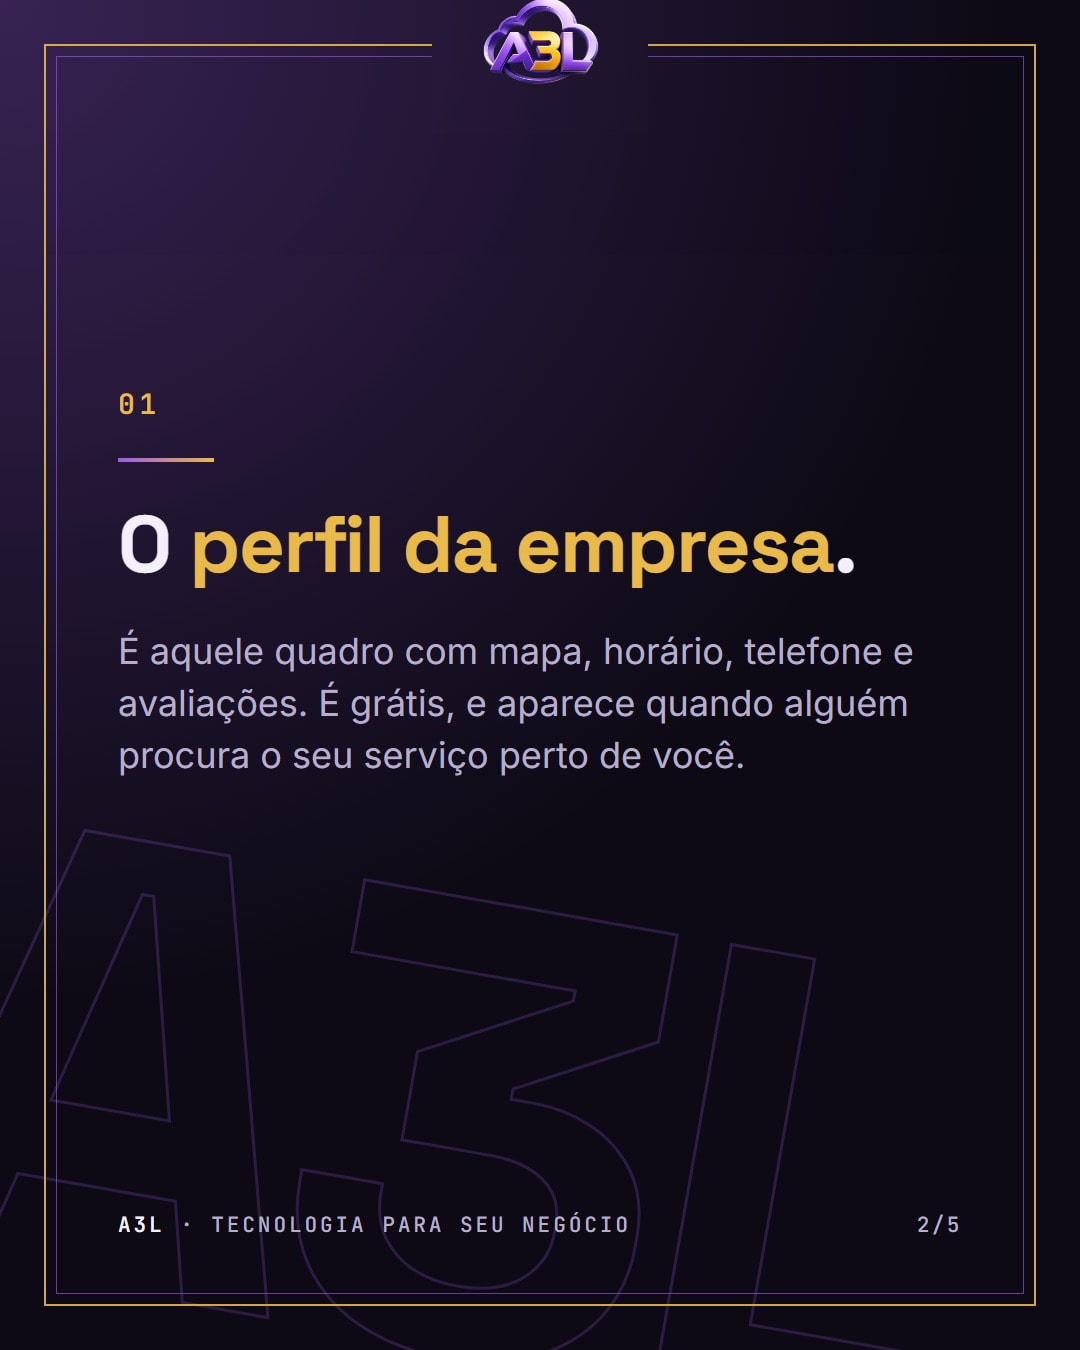 A3L
01
O perfil da empresa.
É aquele quadro com mapa, horário, telefone e
avaliações. É grátis, e aparece quando alguém
procura o seu serviço perto de você.
A3L
A3L · TECNOLOGIA PARA SEU NEGÓCIO
2/5